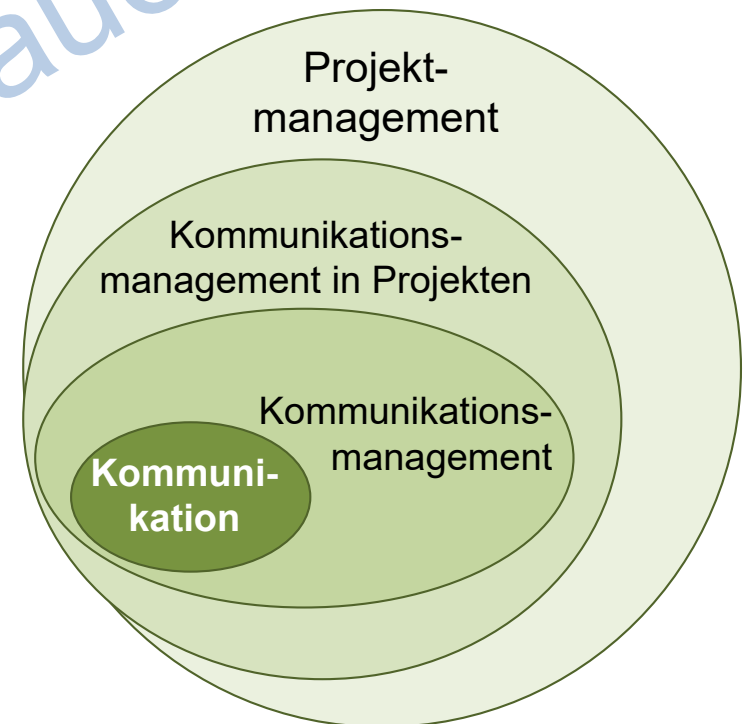 Projekt-
management
Kommunikations-
management in Projekten
Kommunikations-
management
Kommuni-
kation